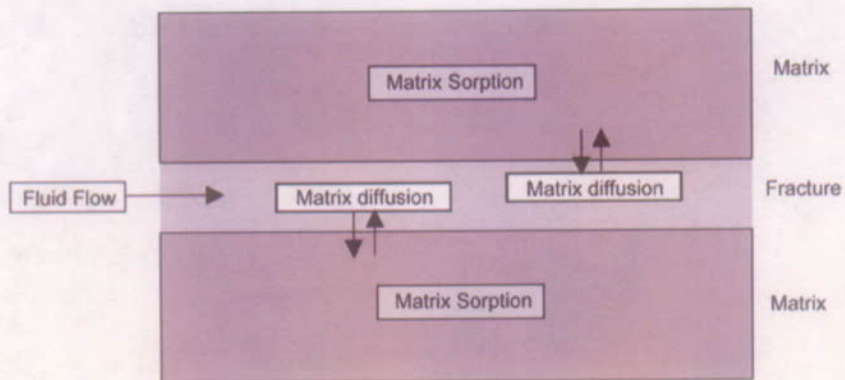 Matrix Sorption
Matrix
Fluid Flow
Matrix diffusion
Matrix diffusion
Fracture
Matrix Sorption
Matrix